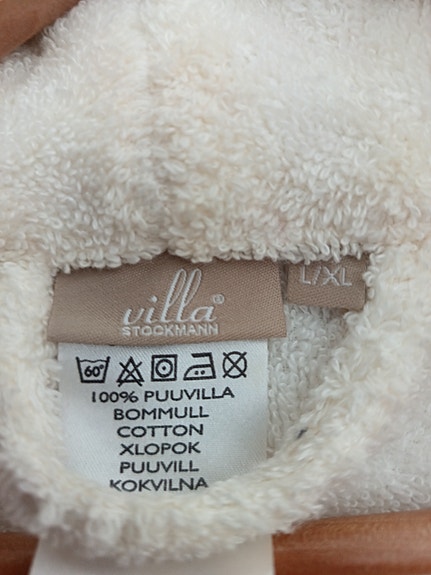 villa®
STOCKMANN
L/XL
60°
100% PUUVILLA
BOMMULL
COTTON
XLOPOK
PUUVILL
KOKVILNA